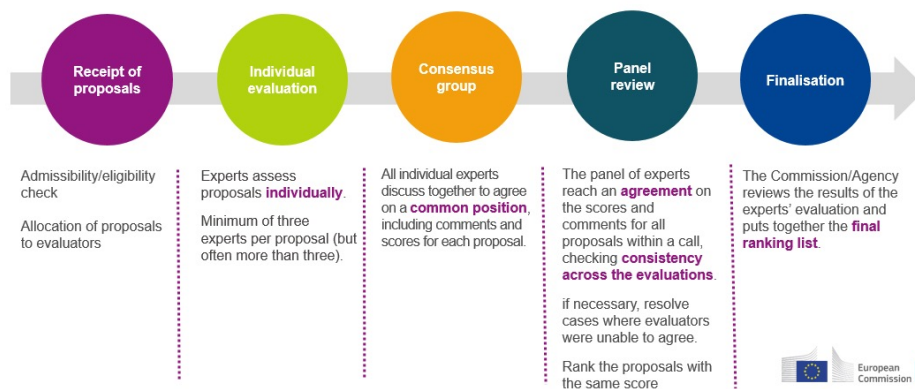 Receipt of
proposals
Individual
evaluation
Consensus
group
Panel
review
Finalisation
Admissibility/eligibility
check
Allocation of proposals
to evaluators
Experts assess
proposals individually.
Minimum of three
experts per proposal (but
often more than three).
All individual experts
discuss together to agree
on a common position,
including comments and
scores for each proposal.
The panel of experts
reach an agreement on
the scores and
comments for all
proposals within a call,
checking consistency
across the evaluations.
if necessary, resolve
cases where evaluators
were unable to agree.
Rank the proposals with
the same score
The Commission/Agency
reviews the results of the
experts' evaluation and
puts together the final
ranking list.
European
Commission